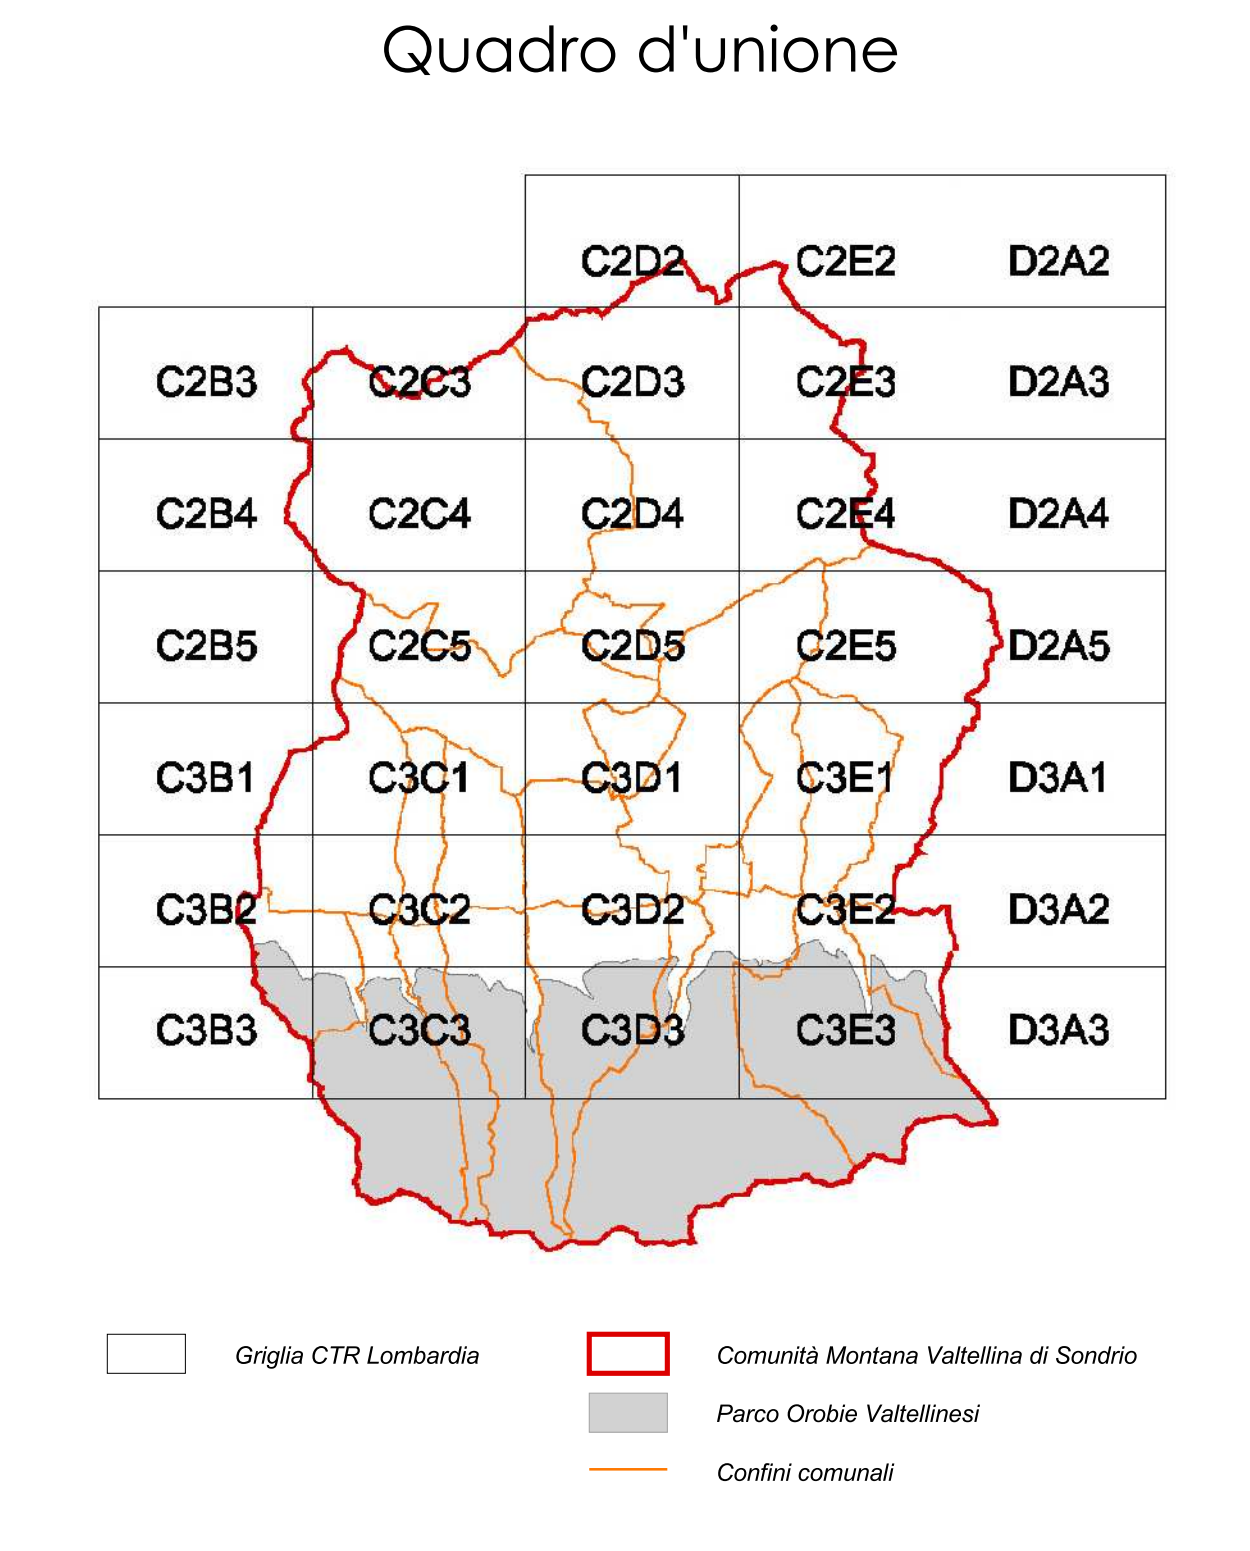 Quadro d'unione
C2D2 C2E2 D2A2
C2B3 C2C3 C2D3 C2E3 D2A3
C2B4 C2C4 C2D4 C2E4 D2A4
C2B5 C2C5 C2D5 C2E5 D2A5
C3B1 C3C1 C3D1 C3E1 D3A1
C3B2 C3C2 C3D2 C3E2 D3A2
C3B3 C3C3 C3D3 C3E3 D3A3
Griglia CTR Lombardia
Comunità Montana Valtellina di Sondrio
Parco Orobie Valtellinesi
Confini comunali